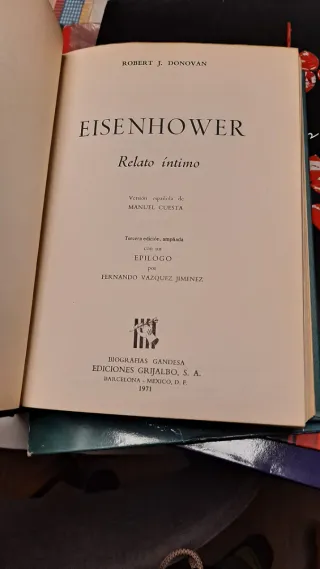 ROBERT J. DONOVAN
EISENHOWER
Relato íntimo
Versión española de
MANUEL CUESTA
Tercera edición, ampliada
con un
EPILOGO
por
FERNANDO VAZQUEZ JIMENEZ
BIOGRAFIAS GANDESA
EDICIONES GRIJALBO, S. A.
BARCELONA - MEXICO, D. F.
1971